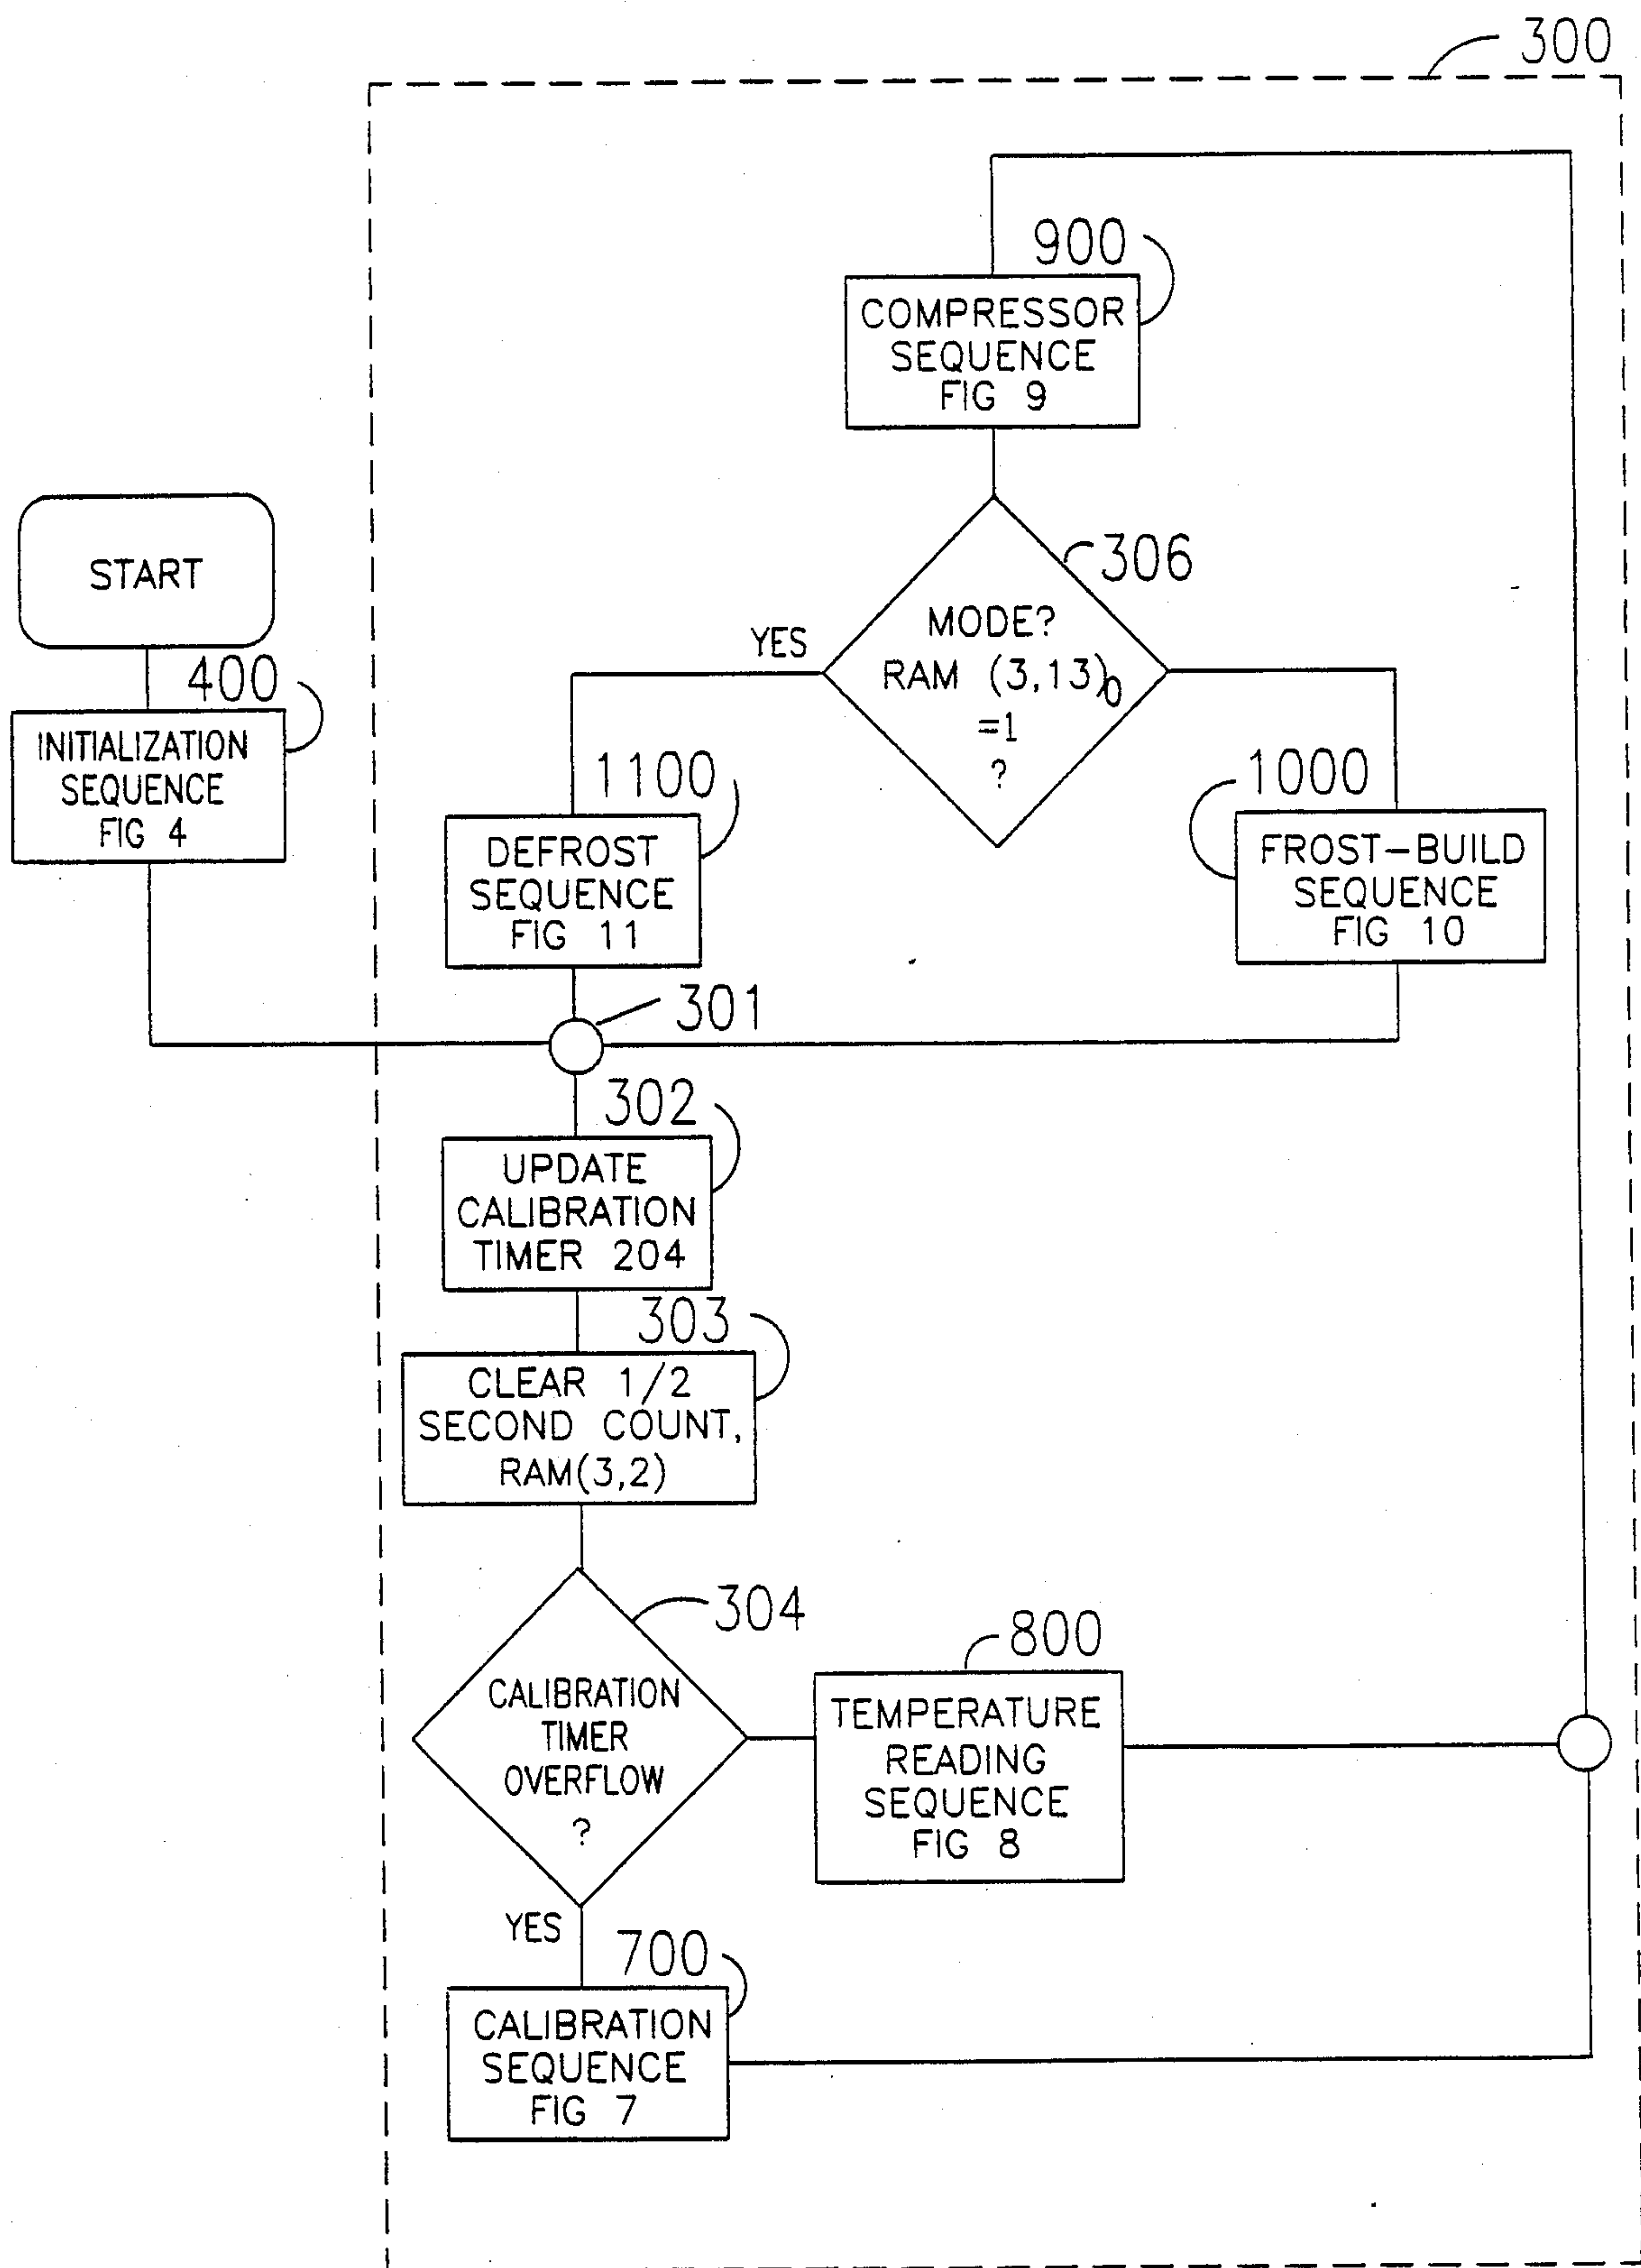 300
900
COMPRESSOR
SEQUENCE
FIG 9
START
400
INITIALIZATION
SEQUENCE
FIG 4
306
MODE?
RAM (3,13)0
=1
?
YES
1100
DEFROST
SEQUENCE
FIG 11
1000
FROST-BUILD
SEQUENCE
FIG 10
301
302
UPDATE
CALIBRATION
TIMER 204
303
CLEAR 1/2
SECOND COUNT,
RAM(3,2)
304
CALIBRATION
TIMER
OVERFLOW
?
800
TEMPERATURE
READING
SEQUENCE
FIG 8
YES
700
CALIBRATION
SEQUENCE
FIG 7